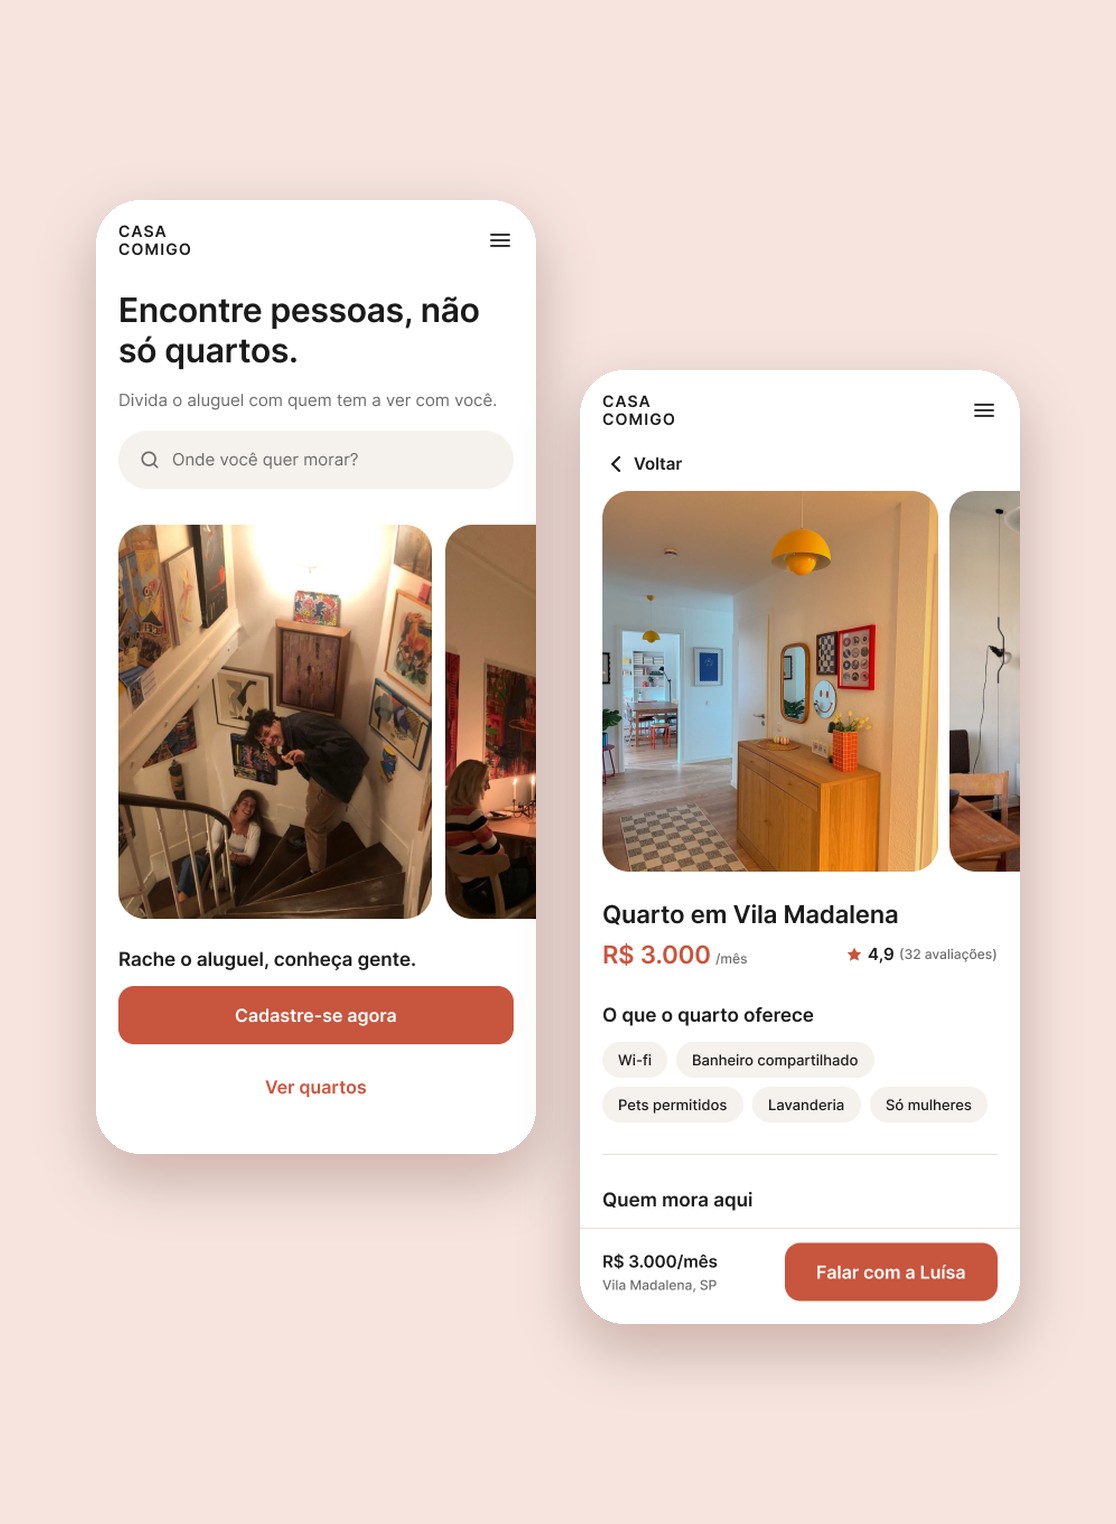 CASA
COMIGO
Encontre pessoas, não
só quartos.
Divida o aluguel com quem tem a ver com você.
Onde você quer morar?
Rache o aluguel, conheça gente.
Cadastre-se agora
Ver quartos
CASA
COMIGO
Voltar
Quarto em Vila Madalena
R$ 3.000 /mês
4,9 (32 avaliações)
O que o quarto oferece
Wi-fi
Banheiro compartilhado
Pets permitidos
Lavanderia
Só mulheres
Quem mora aqui
R$ 3.000/mês
Vila Madalena, SP
Falar com a Luísa